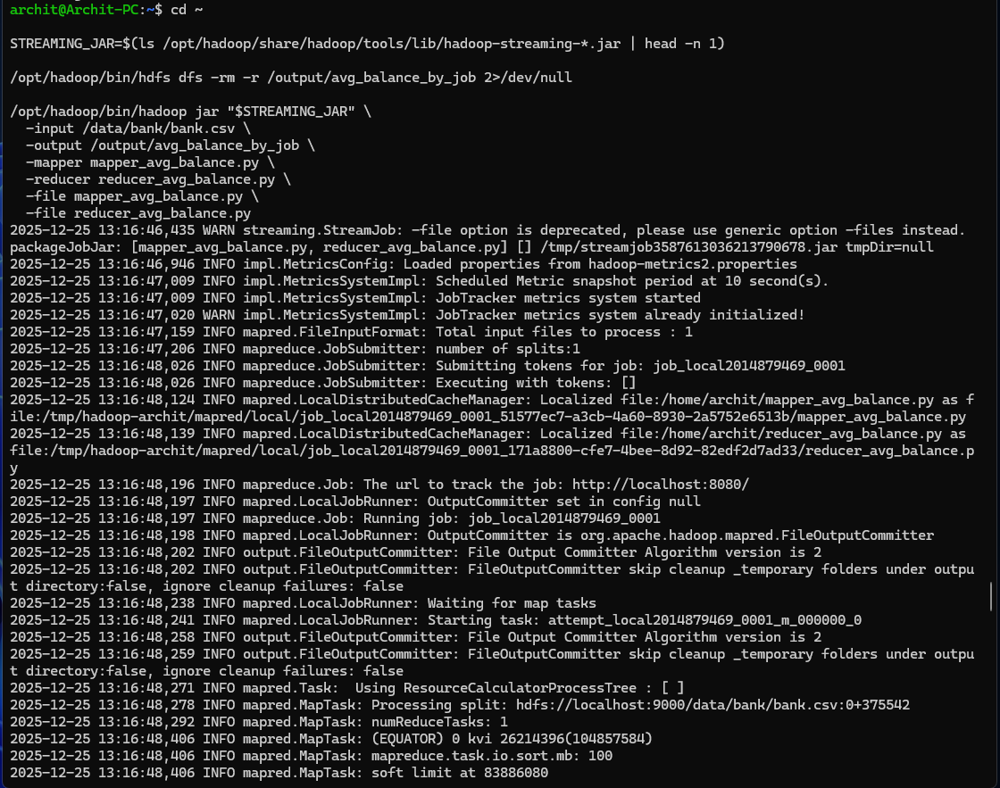 archit@Archit-PC:~$ cd ~
STREAMING_JAR=$(ls /opt/hadoop/share/hadoop/tools/lib/hadoop-streaming-*.jar | head -n 1)
/opt/hadoop/bin/hdfs dfs -rm -r /output/avg_balance_by_job 2>/dev/null
/opt/hadoop/bin/hadoop jar "$STREAMING_JAR" \
  -input /data/bank/bank.csv \
  -output /output/avg_balance_by_job \
  -mapper mapper_avg_balance.py \
  -reducer reducer_avg_balance.py \
  -file mapper_avg_balance.py \
  -file reducer_avg_balance.py
2025-12-25 13:16:46,435 WARN streaming.StreamJob: -file option is deprecated, please use generic option -files instead.
packageJobJar: [mapper_avg_balance.py, reducer_avg_balance.py] [] /tmp/streamjob3587613036213790678.jar tmpDir=null
2025-12-25 13:16:46,946 INFO impl.MetricsConfig: Loaded properties from hadoop-metrics2.properties
2025-12-25 13:16:47,009 INFO impl.MetricsSystemImpl: Scheduled Metric snapshot period at 10 second(s).
2025-12-25 13:16:47,009 INFO impl.MetricsSystemImpl: JobTracker metrics system started
2025-12-25 13:16:47,020 WARN impl.MetricsSystemImpl: JobTracker metrics system already initialized!
2025-12-25 13:16:47,159 INFO mapred.FileInputFormat: Total input files to process : 1
2025-12-25 13:16:47,206 INFO mapreduce.JobSubmitter: number of splits:1
2025-12-25 13:16:48,026 INFO mapreduce.JobSubmitter: Submitting tokens for job: job_local2014879469_0001
2025-12-25 13:16:48,026 INFO mapreduce.JobSubmitter: Executing with tokens: []
2025-12-25 13:16:48,124 INFO mapred.LocalDistributedCacheManager: Localized file:/home/archit/mapper_avg_balance.py as f
ile:/tmp/hadoop-archit/mapred/local/job_local2014879469_0001_51577ec7-a3cb-4a60-8930-2a5752e6513b/mapper_avg_balance.py
2025-12-25 13:16:48,139 INFO mapred.LocalDistributedCacheManager: Localized file:/home/archit/reducer_avg_balance.py as
file:/tmp/hadoop-archit/mapred/local/job_local2014879469_0001_171a8800-cfe7-4bee-8d92-82edf2d7ad33/reducer_avg_balance.p
y
2025-12-25 13:16:48,196 INFO mapreduce.Job: The url to track the job: http://localhost:8080/
2025-12-25 13:16:48,197 INFO mapred.LocalJobRunner: OutputCommitter set in config null
2025-12-25 13:16:48,197 INFO mapreduce.Job: Running job: job_local2014879469_0001
2025-12-25 13:16:48,198 INFO mapred.LocalJobRunner: OutputCommitter is org.apache.hadoop.mapred.FileOutputCommitter
2025-12-25 13:16:48,202 INFO output.FileOutputCommitter: File Output Committer Algorithm version is 2
2025-12-25 13:16:48,202 INFO output.FileOutputCommitter: FileOutputCommitter skip cleanup _temporary folders under outpu
t directory:false, ignore cleanup failures: false
2025-12-25 13:16:48,238 INFO mapred.LocalJobRunner: Waiting for map tasks
2025-12-25 13:16:48,241 INFO mapred.LocalJobRunner: Starting task: attempt_local2014879469_0001_m_000000_0
2025-12-25 13:16:48,258 INFO output.FileOutputCommitter: File Output Committer Algorithm version is 2
2025-12-25 13:16:48,259 INFO output.FileOutputCommitter: FileOutputCommitter skip cleanup _temporary folders under outpu
t directory:false, ignore cleanup failures: false
2025-12-25 13:16:48,271 INFO mapred.Task:  Using ResourceCalculatorProcessTree : [ ]
2025-12-25 13:16:48,278 INFO mapred.MapTask: Processing split: hdfs://localhost:9000/data/bank/bank.csv:0+375542
2025-12-25 13:16:48,292 INFO mapred.MapTask: numReduceTasks: 1
2025-12-25 13:16:48,406 INFO mapred.MapTask: (EQUATOR) 0 kvi 26214396(104857584)
2025-12-25 13:16:48,406 INFO mapred.MapTask: mapreduce.task.io.sort.mb: 100
2025-12-25 13:16:48,406 INFO mapred.MapTask: soft limit at 83886080